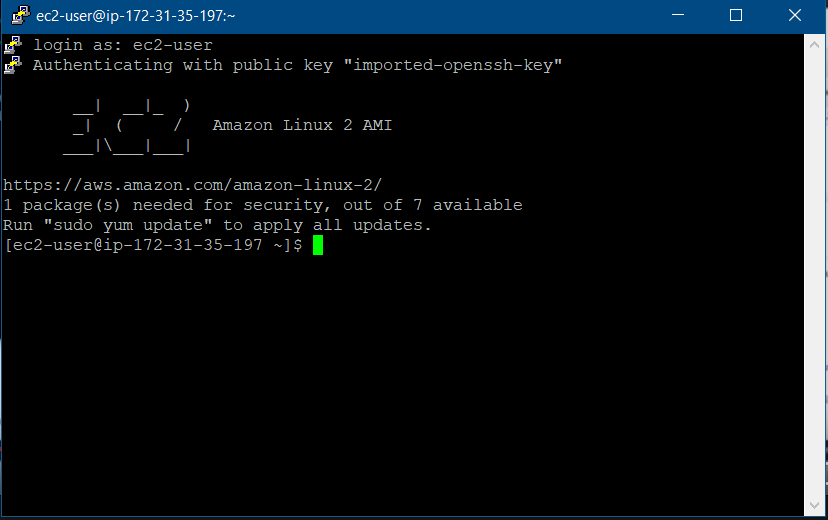 ec2-user@ip-172-31-35-197:~
login as: ec2-user
Authenticating with public key "imported-openssh-key"
       __|  __|_  )
       _|  (     /   Amazon Linux 2 AMI
      ___|\___|___|
https://aws.amazon.com/amazon-linux-2/
1 package(s) needed for security, out of 7 available
Run "sudo yum update" to apply all updates.
[ec2-user@ip-172-31-35-197 ~]$